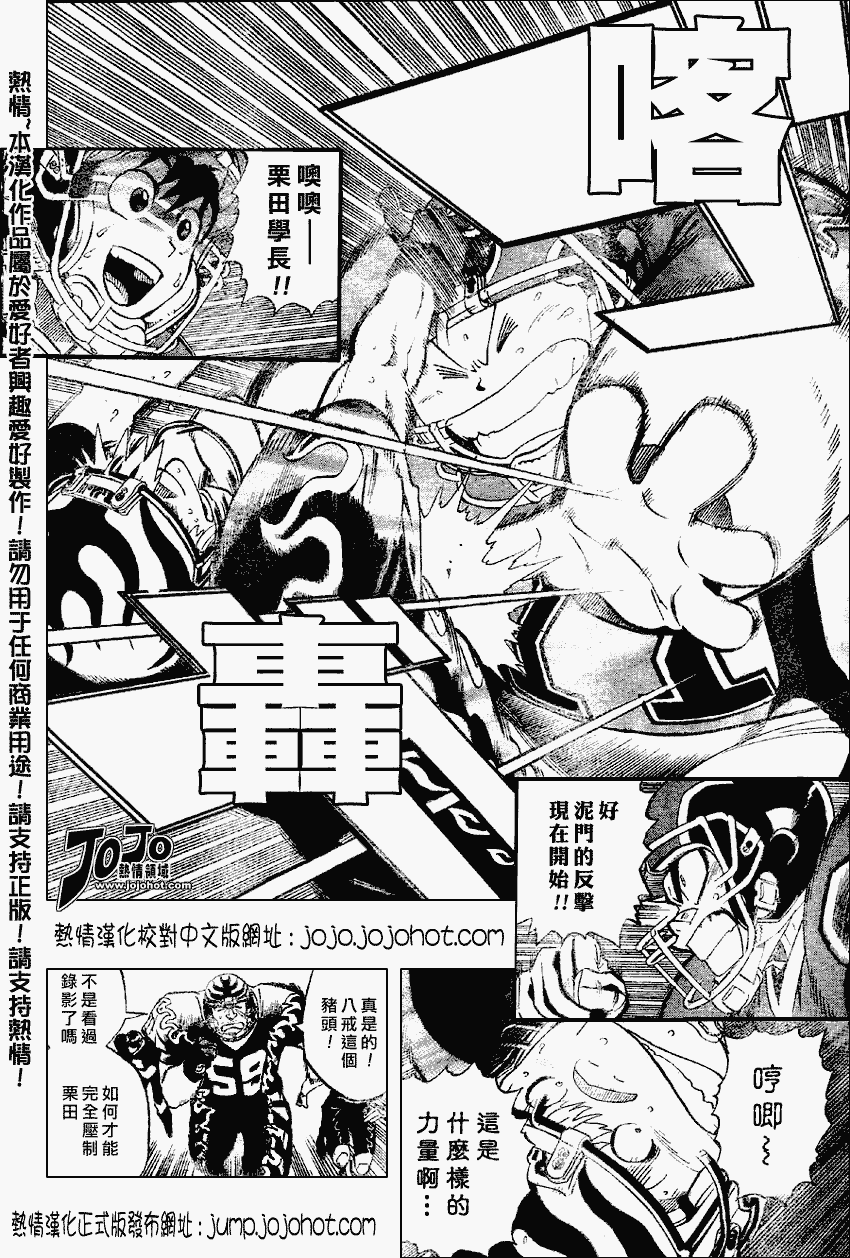 喀
噢噢——
栗田學長!!
轟
好
泥門的反擊
現在開始!!
哼唧~
這是
什麼樣的
力量啊…
真是的!
八戒這個
豬頭!
不是看過
錄影了嗎
如何才能
完全壓制
栗田
59
JOJO
熱情領域
www.jojohot.com
熱情漢化校對中文版網址:jojo.jojohot.com
熱情漢化正式版發布網址:jump.jojohot.com
熱情~本漢化作品屬於愛好者興趣愛好製作!請勿用于任何商業用途!請支持正版!請支持熱情!